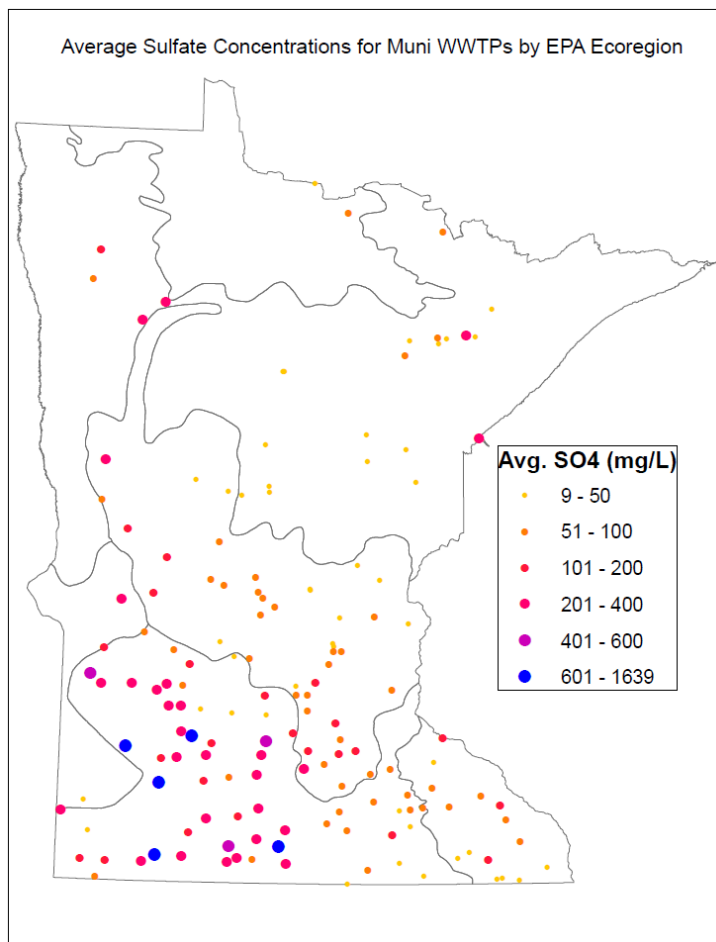 Average Sulfate Concentrations for Muni WWTPs by EPA Ecoregion
Avg. SO4 (mg/L)
9 - 50
51 - 100
101 - 200
201 - 400
401 - 600
601 - 1639